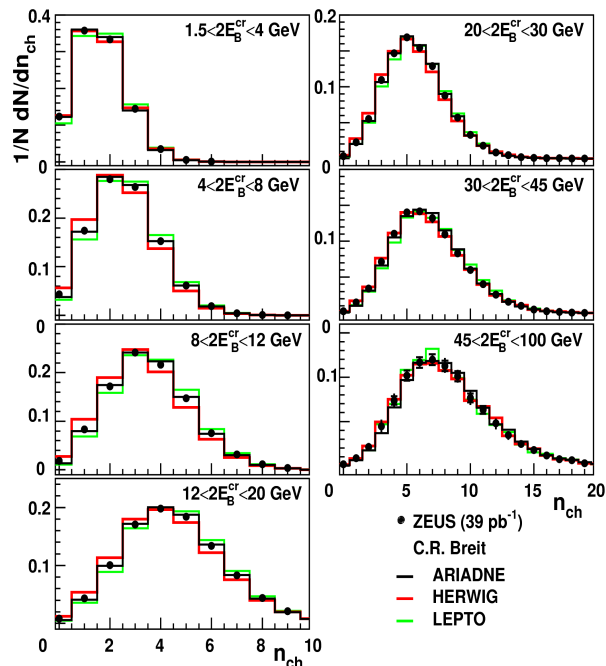 1/N dN/dn_ch
0.4
0.2
0
1.5<2E_B^cr<4 GeV
0.2
0.1
0
4<2E_B^cr<8 GeV
0.2
0.1
0
8<2E_B^cr<12 GeV
0.2
0.1
0
12<2E_B^cr<20 GeV
0 2 4 6 8 10
n_ch
0.2
0.1
0
20<2E_B^cr<30 GeV
0.1
0
30<2E_B^cr<45 GeV
0.1
45<2E_B^cr<100 GeV
0 5 10 15 20
n_ch
ZEUS (39 pb⁻¹)
C.R. Breit
ARIADNE
HERWIG
LEPTO